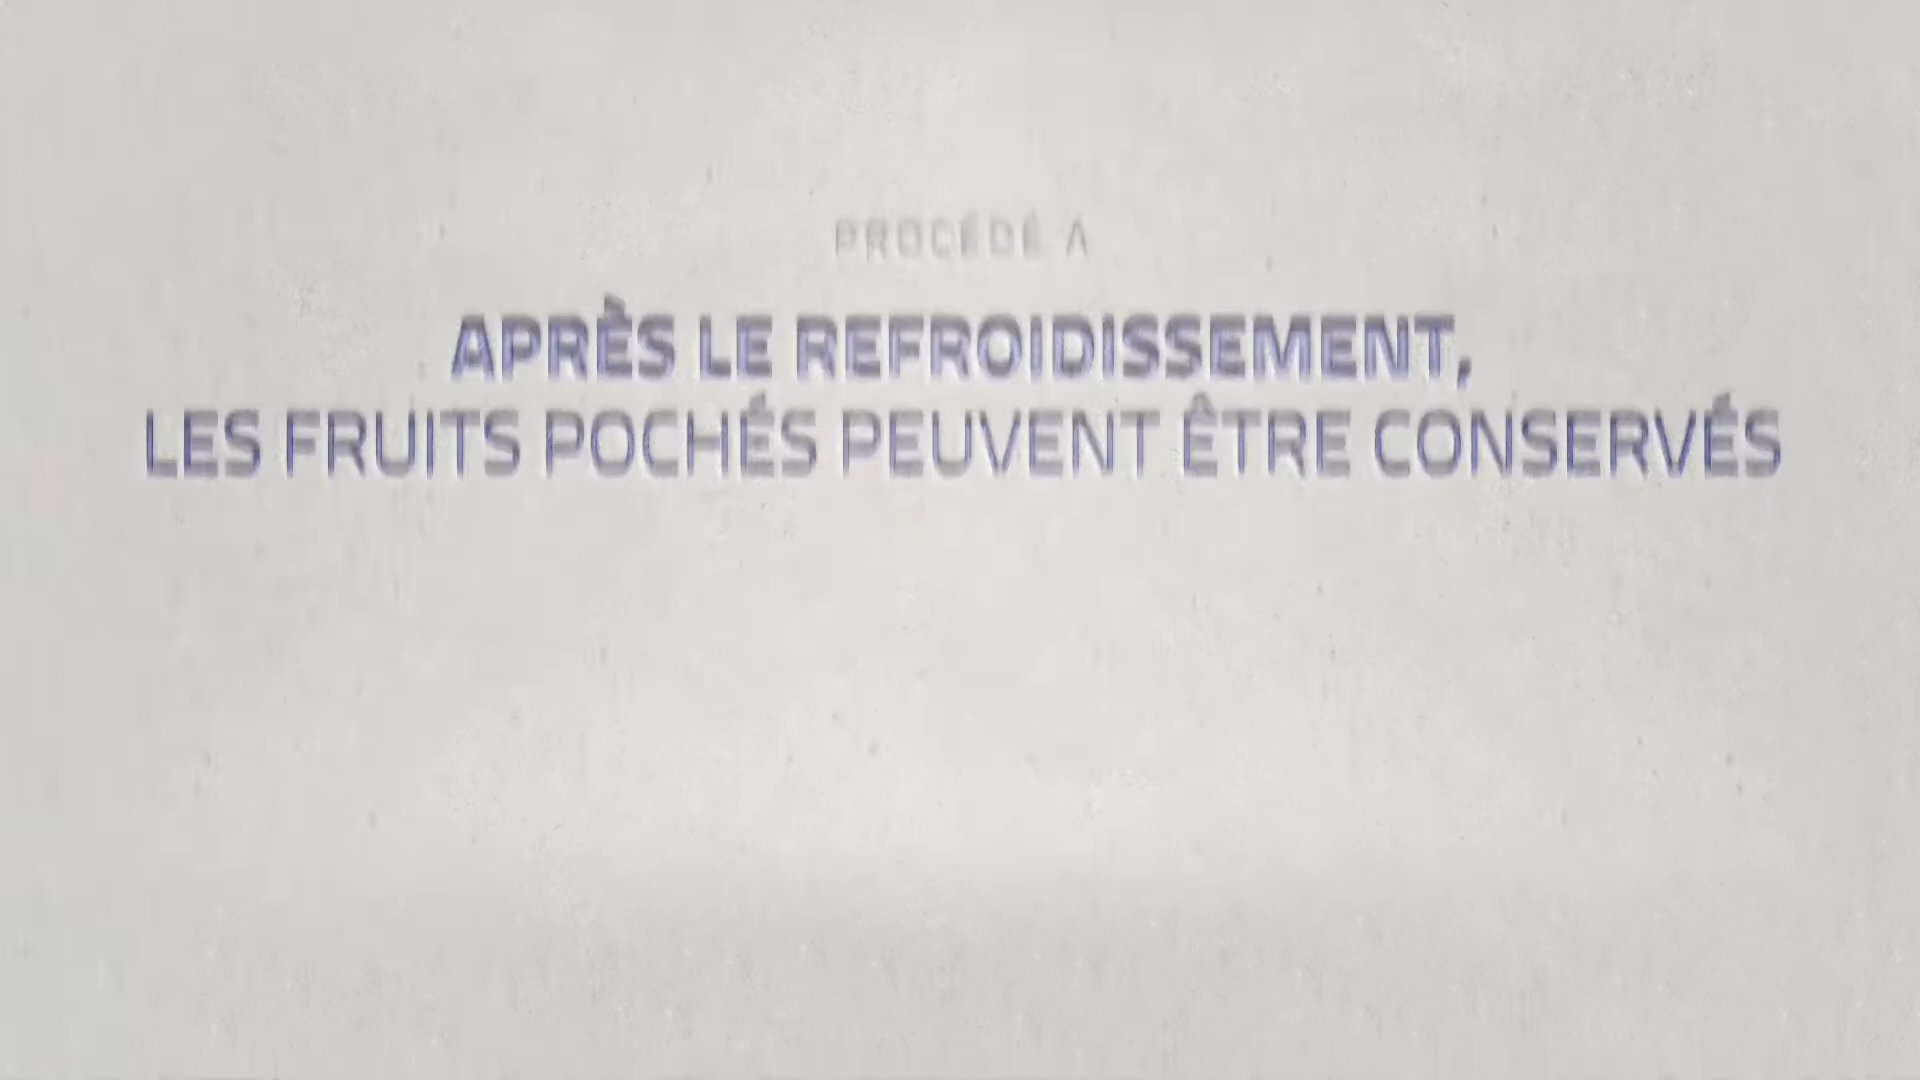 PROCÉDÉ A
APRÈS LE REFROIDISSEMENT,
LES FRUITS POCHÉS PEUVENT ÊTRE CONSERVÉS